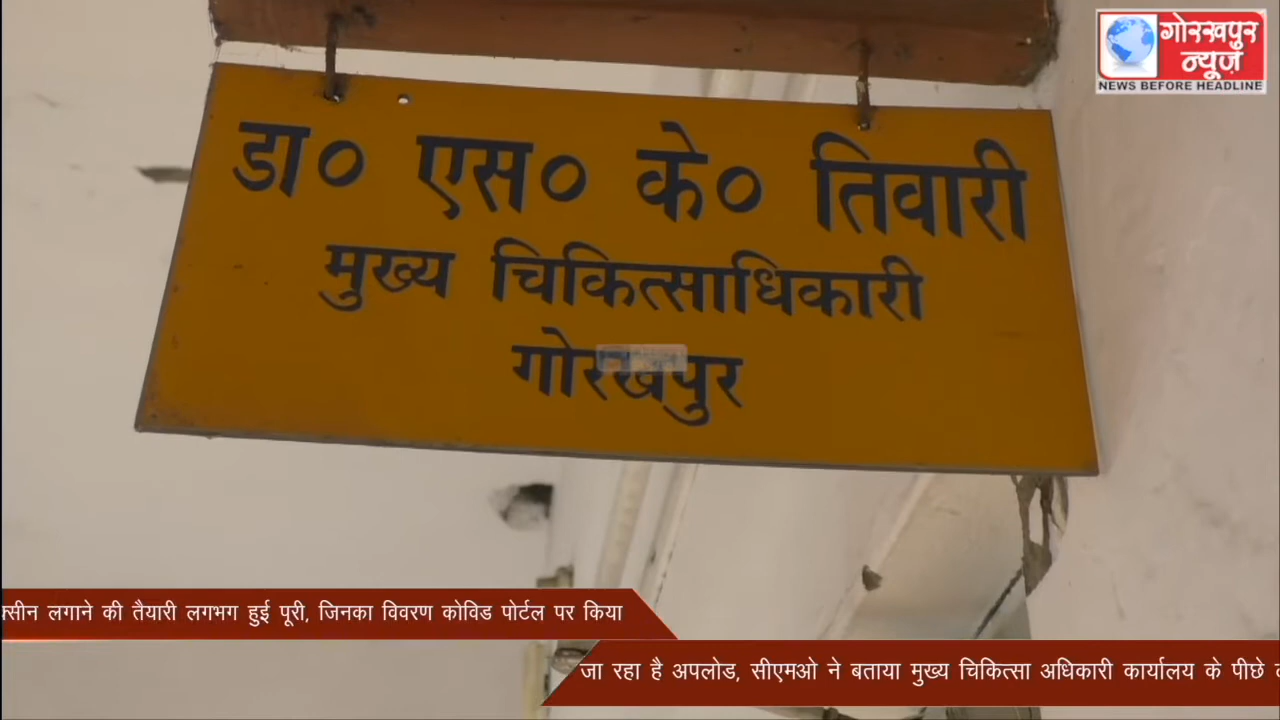 गोरखपुर
न्यूज़
NEWS BEFORE HEADLINE
डा० एस० के० तिवारी
मुख्य चिकित्साधिकारी
गोरखपुर
लगाने की तैयारी लगभग हुई पूरी, जिनका विवरण कोविड पोर्टल पर किया
जा रहा है अपलोड, सीएमओ ने बताया मुख्य चिकित्सा अधिकारी कार्यालय के पीछे